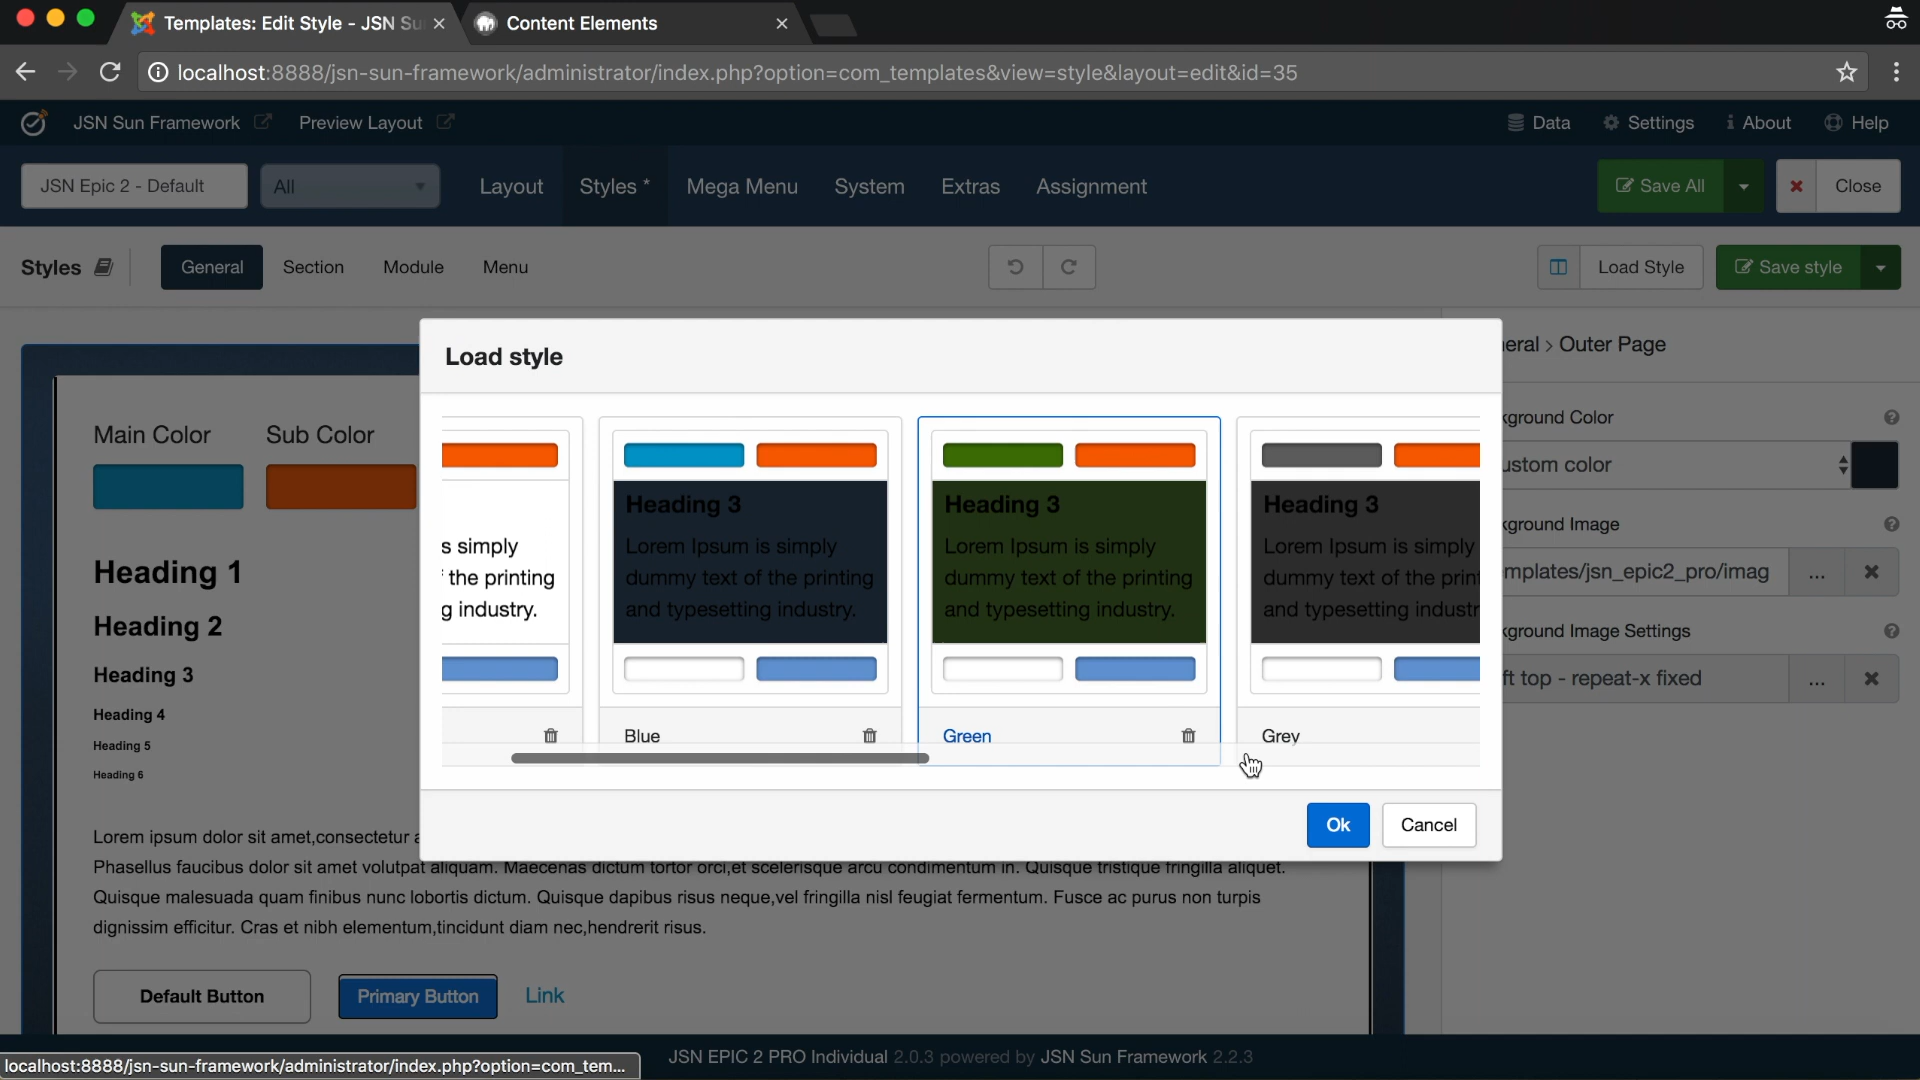 Templates: Edit Style - JSN Su
Content Elements
localhost:8888/jsn-sun-framework/administrator/index.php?option=com_templates&view=style&layout=edit&id=35
JSN Sun Framework
Preview Layout
Data
Settings
About
Help
JSN Epic 2 - Default
All
Layout
Styles *
Mega Menu
System
Extras
Assignment
Save All
Close
Styles
General
Section
Module
Menu
Load Style
Save style
Load style
eral > Outer Page
Main Color
Sub Color
kground Color
ustom color
Heading 3
Lorem Ipsum is simply
dummy text of the printing
and typesetting industry.
Heading 3
Lorem Ipsum is simply
dummy text of the printing
and typesetting industry.
Heading 3
Lorem Ipsum is simply
dummy text of the print
and typesetting industr
s simply
the printing
g industry.
kground Image
mplates/jsn_epic2_pro/imag
...
kground Image Settings
ft top - repeat-x fixed
...
Blue
Green
Grey
Ok
Cancel
Heading 1
Heading 2
Heading 3
Heading 4
Heading 5
Heading 6
Lorem ipsum dolor sit amet,consectetur
Phasellus faucibus dolor sit amet volutpat aliquam. Maecenas dictum tortor orci,et scelerisque arcu condimentum in. Quisque tristique fringilla aliquet.
Quisque malesuada quam finibus nunc lobortis dictum. Quisque dapibus risus neque,vel fringilla nisl feugiat fermentum. Fusce ac purus non turpis
dignissim efficitur. Cras et nibh elementum,tincidunt diam nec,hendrerit risus.
Default Button
Primary Button
Link
localhost:8888/jsn-sun-framework/administrator/index.php?option=com_tem...
JSN EPIC 2 PRO Individual 2.0.3 powered by JSN Sun Framework 2.2.3